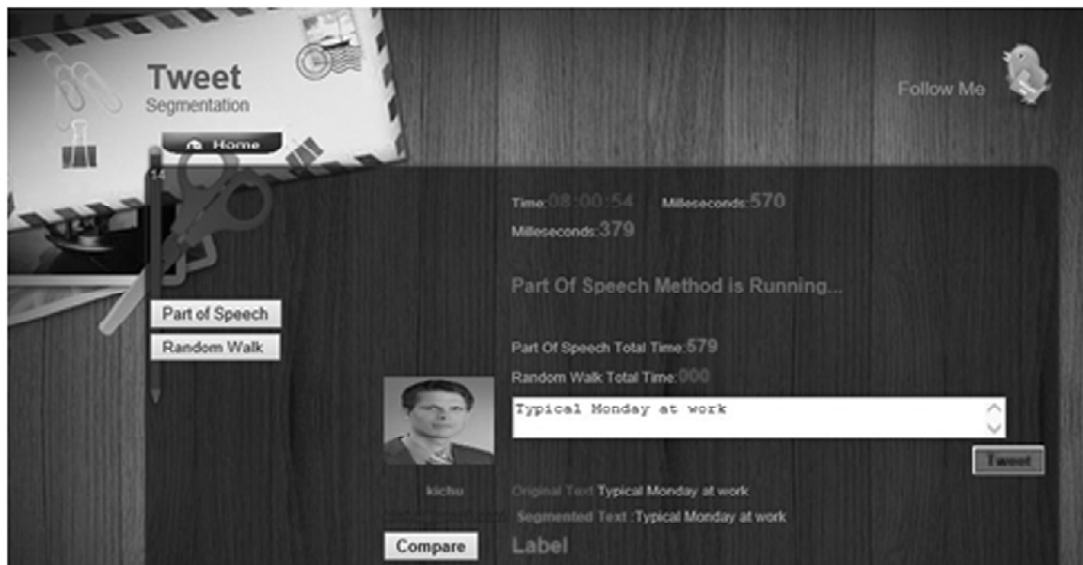 Tweet
Segmentation
Follow Me
Home
14
Time:08:00:54 Milleseconds:570
Milleseconds:379
Part Of Speech Method is Running...
Part of Speech
Random Walk
Part Of Speech Total Time:579
Random Walk Total Time:000
Typical Monday at work
Tweet
kichu
Original Text Typical Monday at work
Segmented Text :Typical Monday at work
Compare
Label